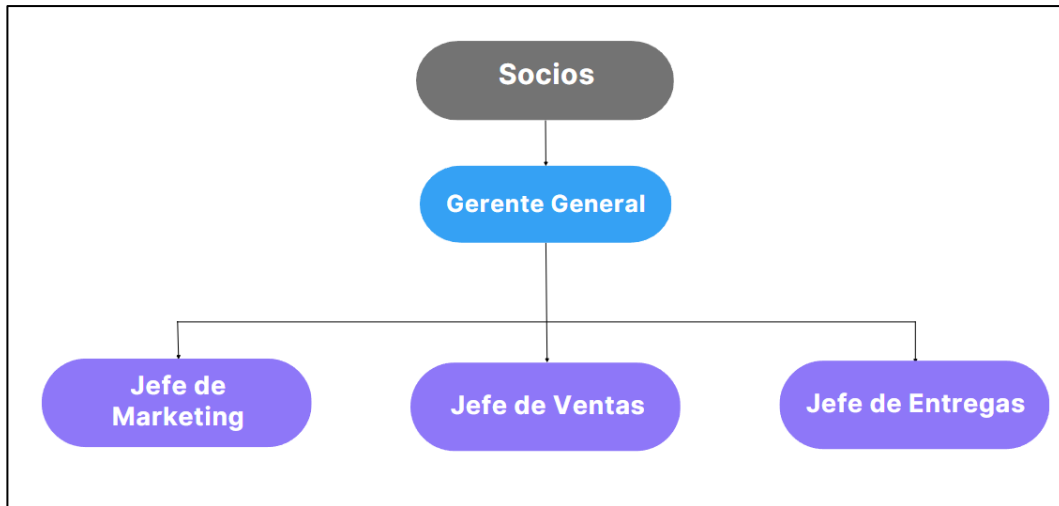 Socios
Gerente General
Jefe de
Marketing
Jefe de Ventas
Jefe de Entregas